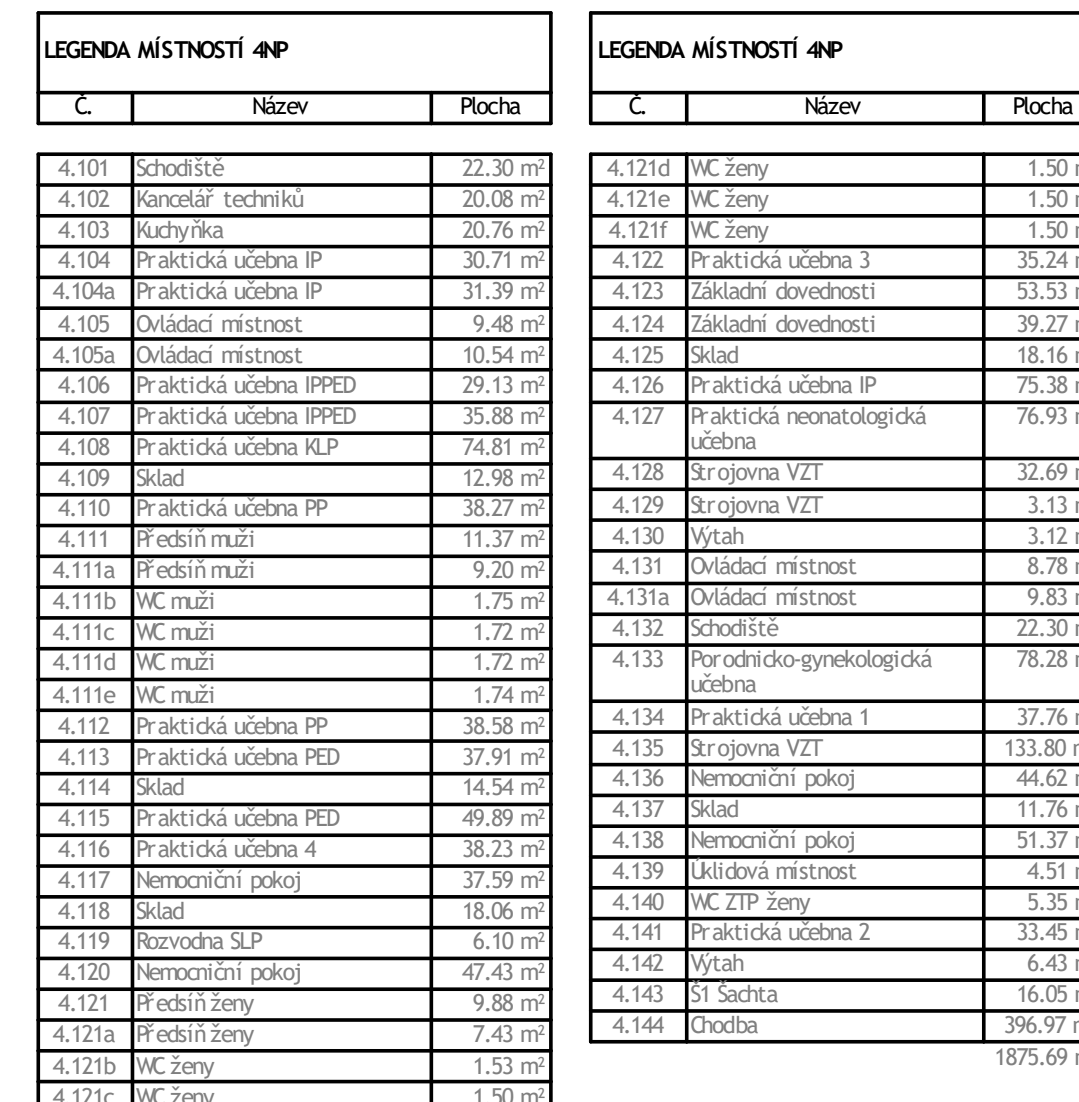 LEGENDA MÍSTNOSTÍ 4NP
Č. Název Plocha
4.101 Schodiště 22.30 m²
4.102 Kancelář techniků 20.08 m²
4.103 Kuchyňka 20.76 m²
4.104 Praktická učebna IP 30.71 m²
4.104a Praktická učebna IP 31.39 m²
4.105 Ovládací místnost 9.48 m²
4.105a Ovládací místnost 10.54 m²
4.106 Praktická učebna IPPED 29.13 m²
4.107 Praktická učebna IPPED 35.88 m²
4.108 Praktická učebna KLP 74.81 m²
4.109 Sklad 12.98 m²
4.110 Praktická učebna PP 38.27 m²
4.111 Předsíň muži 11.37 m²
4.111a Předsíň muži 9.20 m²
4.111b WC muži 1.75 m²
4.111c WC muži 1.72 m²
4.111d WC muži 1.72 m²
4.111e WC muži 1.74 m²
4.112 Praktická učebna PP 38.58 m²
4.113 Praktická učebna PED 37.91 m²
4.114 Sklad 14.54 m²
4.115 Praktická učebna PED 49.89 m²
4.116 Praktická učebna 4 38.23 m²
4.117 Nemocniční pokoj 37.59 m²
4.118 Sklad 18.06 m²
4.119 Rozvodna SLP 6.10 m²
4.120 Nemocniční pokoj 47.43 m²
4.121 Předsíň ženy 9.88 m²
4.121a Předsíň ženy 7.43 m²
4.121b WC ženy 1.53 m²
4.121c WC ženy 1.50 m²
LEGENDA MÍSTNOSTÍ 4NP
Č. Název Plocha
4.121d WC ženy 1.50
4.121e WC ženy 1.50
4.121f WC ženy 1.50
4.122 Praktická učebna 3 35.24
4.123 Základní dovednosti 53.53
4.124 Základní dovednosti 39.27
4.125 Sklad 18.16
4.126 Praktická učebna IP 75.38
4.127 Praktická neonatologická 76.93
učebna
4.128 Strojovna VZT 32.69
4.129 Strojovna VZT 3.13
4.130 Výtah 3.12
4.131 Ovládací místnost 8.78
4.131a Ovládací místnost 9.83
4.132 Schodiště 22.30
4.133 Porodnicko-gynekologická 78.28
učebna
4.134 Praktická učebna 1 37.76
4.135 Strojovna VZT 133.80
4.136 Nemocniční pokoj 44.62
4.137 Sklad 11.76
4.138 Nemocniční pokoj 51.37
4.139 Úklidová místnost 4.51
4.140 WC ZTP ženy 5.35
4.141 Praktická učebna 2 33.45
4.142 Výtah 6.43
4.143 Š1 Šachta 16.05
4.144 Chodba 396.97
1875.69